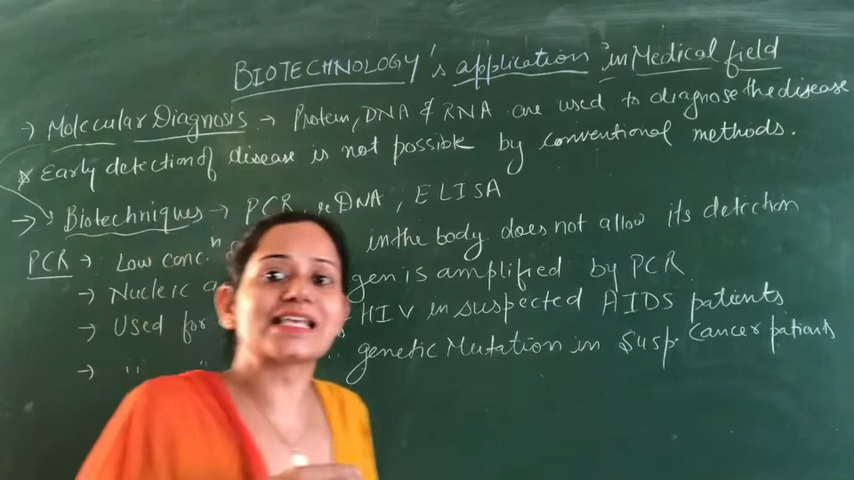 BIOTECHNOLOGY's application in Medical field
→ Molecular Diagnosis → Protein, DNA & RNA are used to diagnose the disease
* Early detection of disease is not possible by conventional methods.
→ Biotechniques → PCR, DNA, ELISA
PCR → Low concn in the body does not allow its detection
→ Nucleic gen is amplified by PCR
→ Used for HIV in suspected AIDS patients
→ " genetic Mutation in Susp. Cancer patients